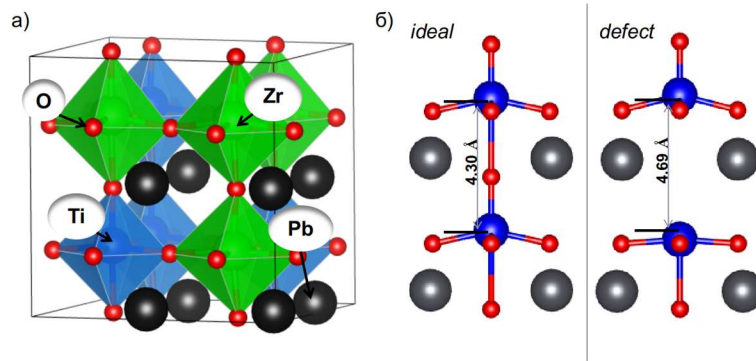 а)
O
Zr
Ti
Pb
б)
ideal
defect
4.30 Å
4.69 Å